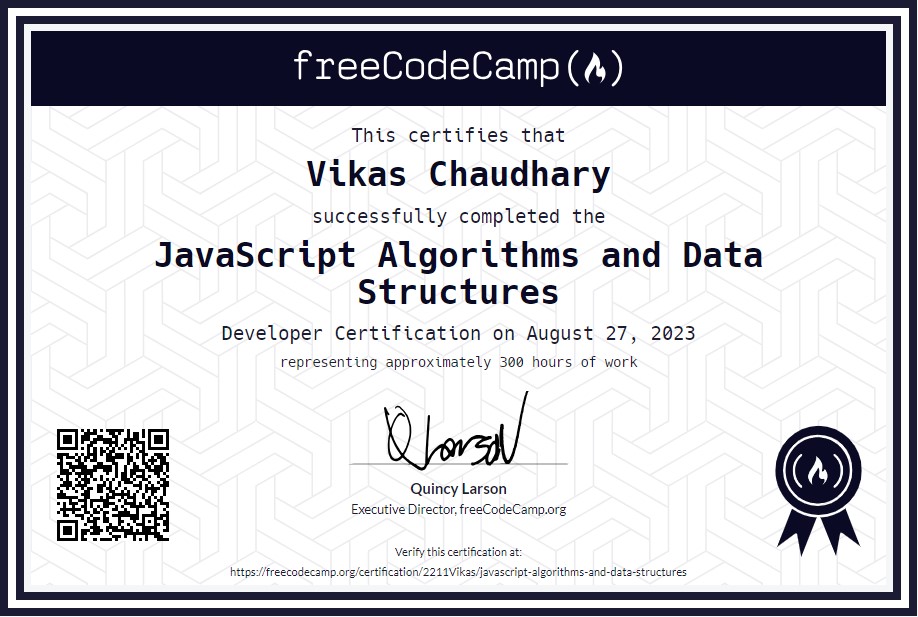 freeCodeCamp
This certifies that
Vikas Chaudhary
successfully completed the
JavaScript Algorithms and Data
Structures
Developer Certification on August 27, 2023
representing approximately 300 hours of work
Q Larson
Quincy Larson
Executive Director, freeCodeCamp.org
Verify this certification at:
https://freecodecamp.org/certification/2211Vikas/javascript-algorithms-and-data-structures